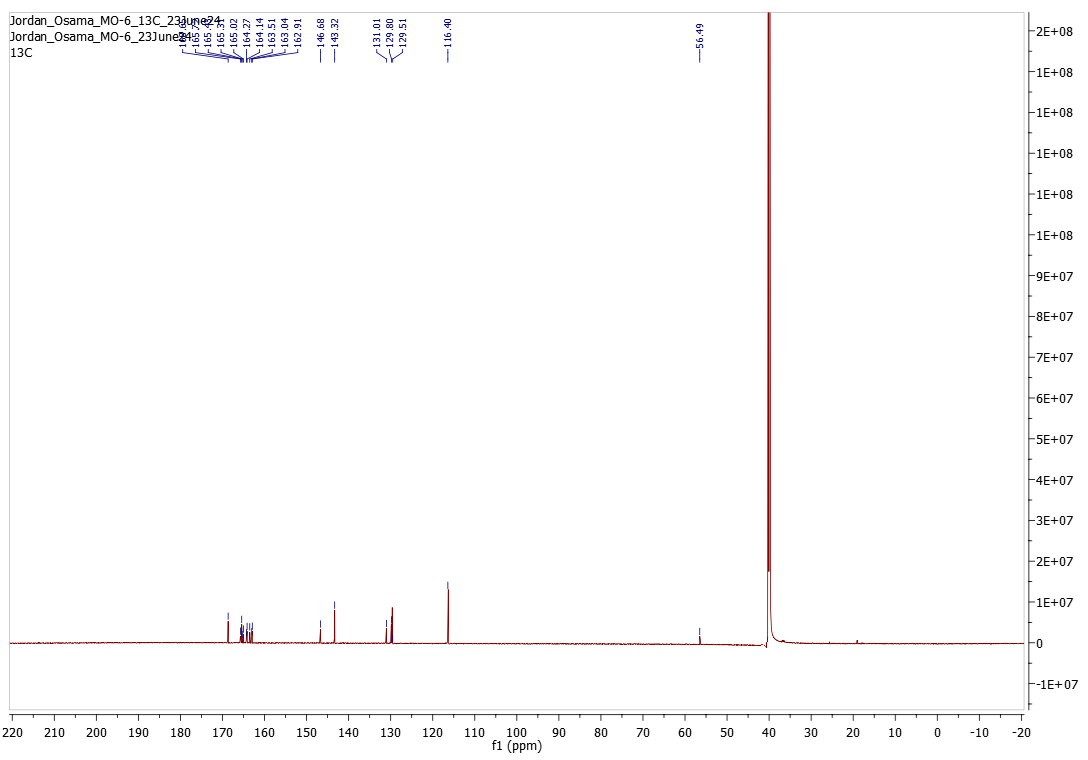 Jordan_Osama_MO-6_13C_23June24
Jordan_Osama_MO-6_23June24
13C
165.02
164.27
164.14
163.51
163.04
162.91
146.68
143.32
131.01
129.80
129.51
116.40
56.49
2E+08
1E+08
1E+08
1E+08
1E+08
1E+08
9E+07
8E+07
7E+07
6E+07
5E+07
4E+07
3E+07
2E+07
1E+07
0
-1E+07
220 210 200 190 180 170 160 150 140 130 120 110 100 90 80 70 60 50 40 30 20 10 0 -10 -20
f1 (ppm)